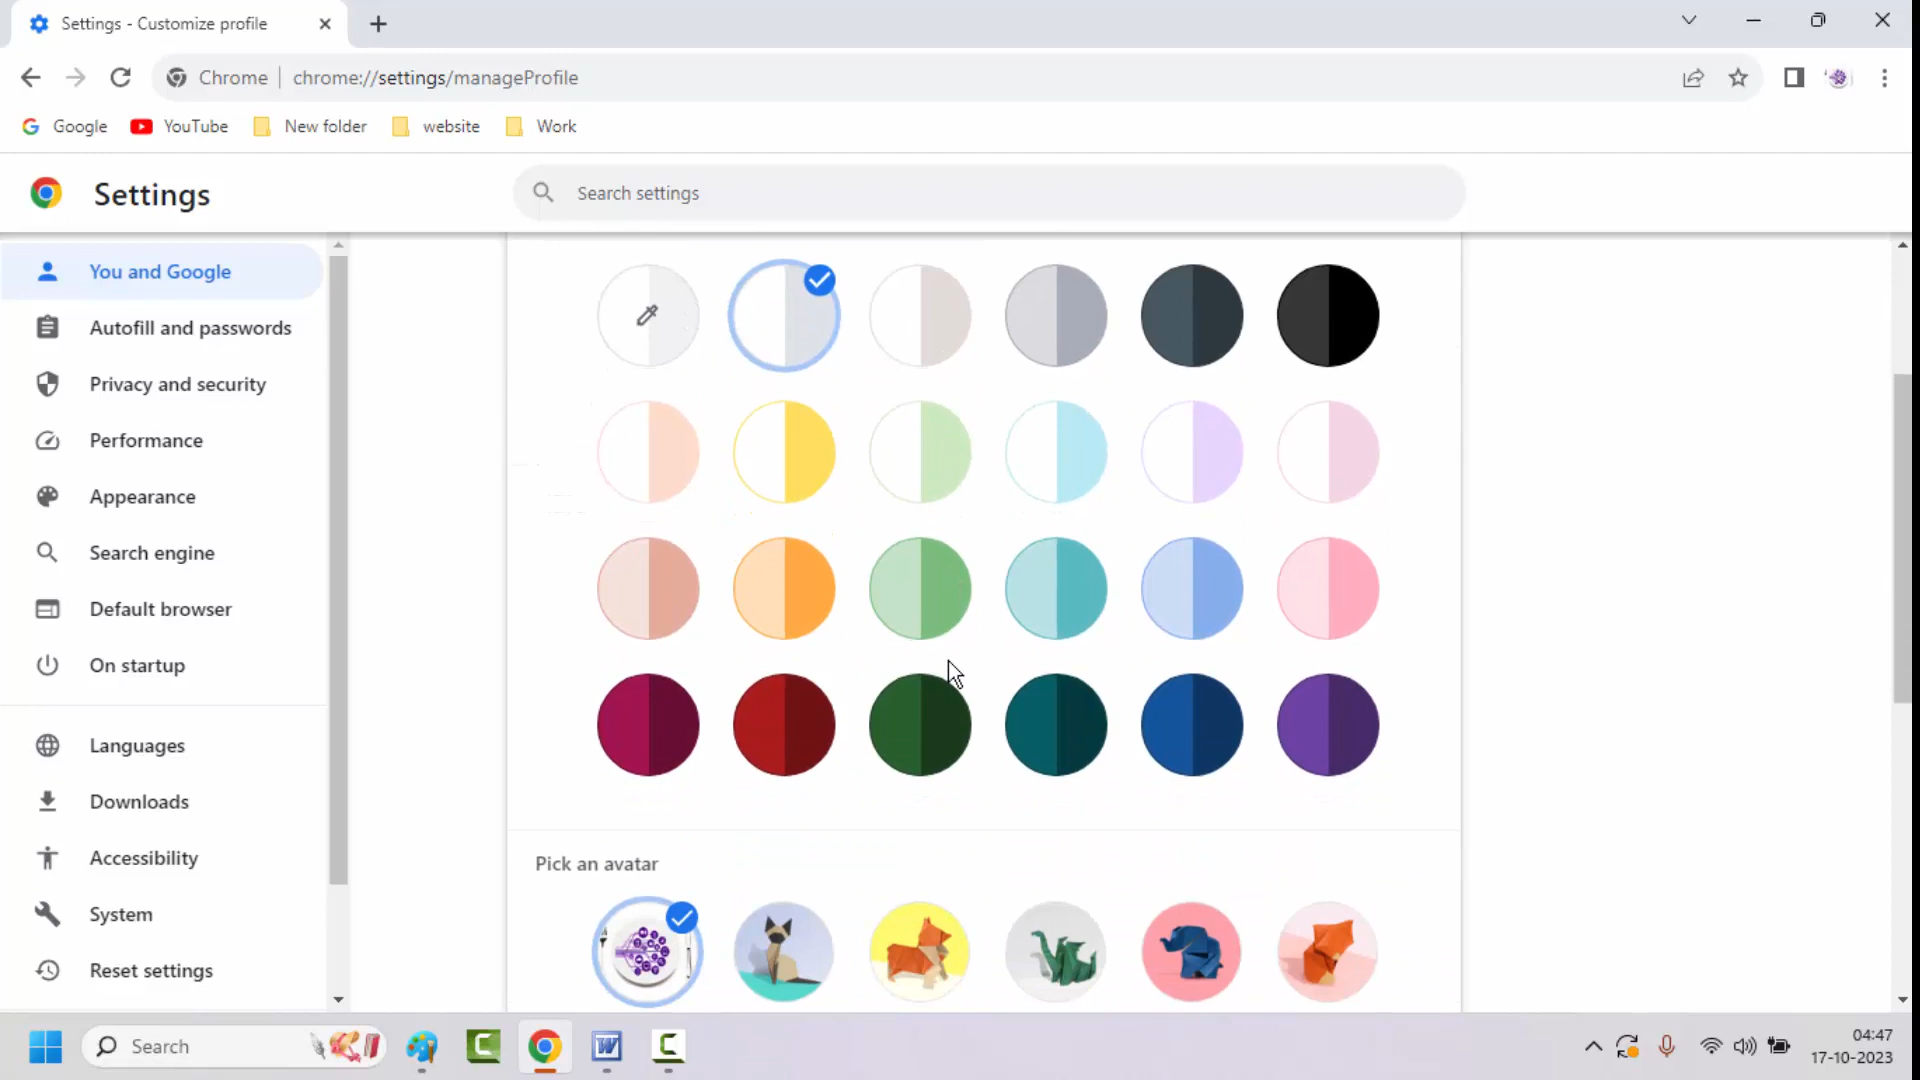 Settings - Customize profile
Chrome
chrome://settings/manageProfile
Google
YouTube
New folder
website
Work
Settings
Search settings
You and Google
Autofill and passwords
Privacy and security
Performance
Appearance
Search engine
Default browser
On startup
Languages
Downloads
Accessibility
System
Reset settings
Pick an avatar
Search
04:47
17-10-2023